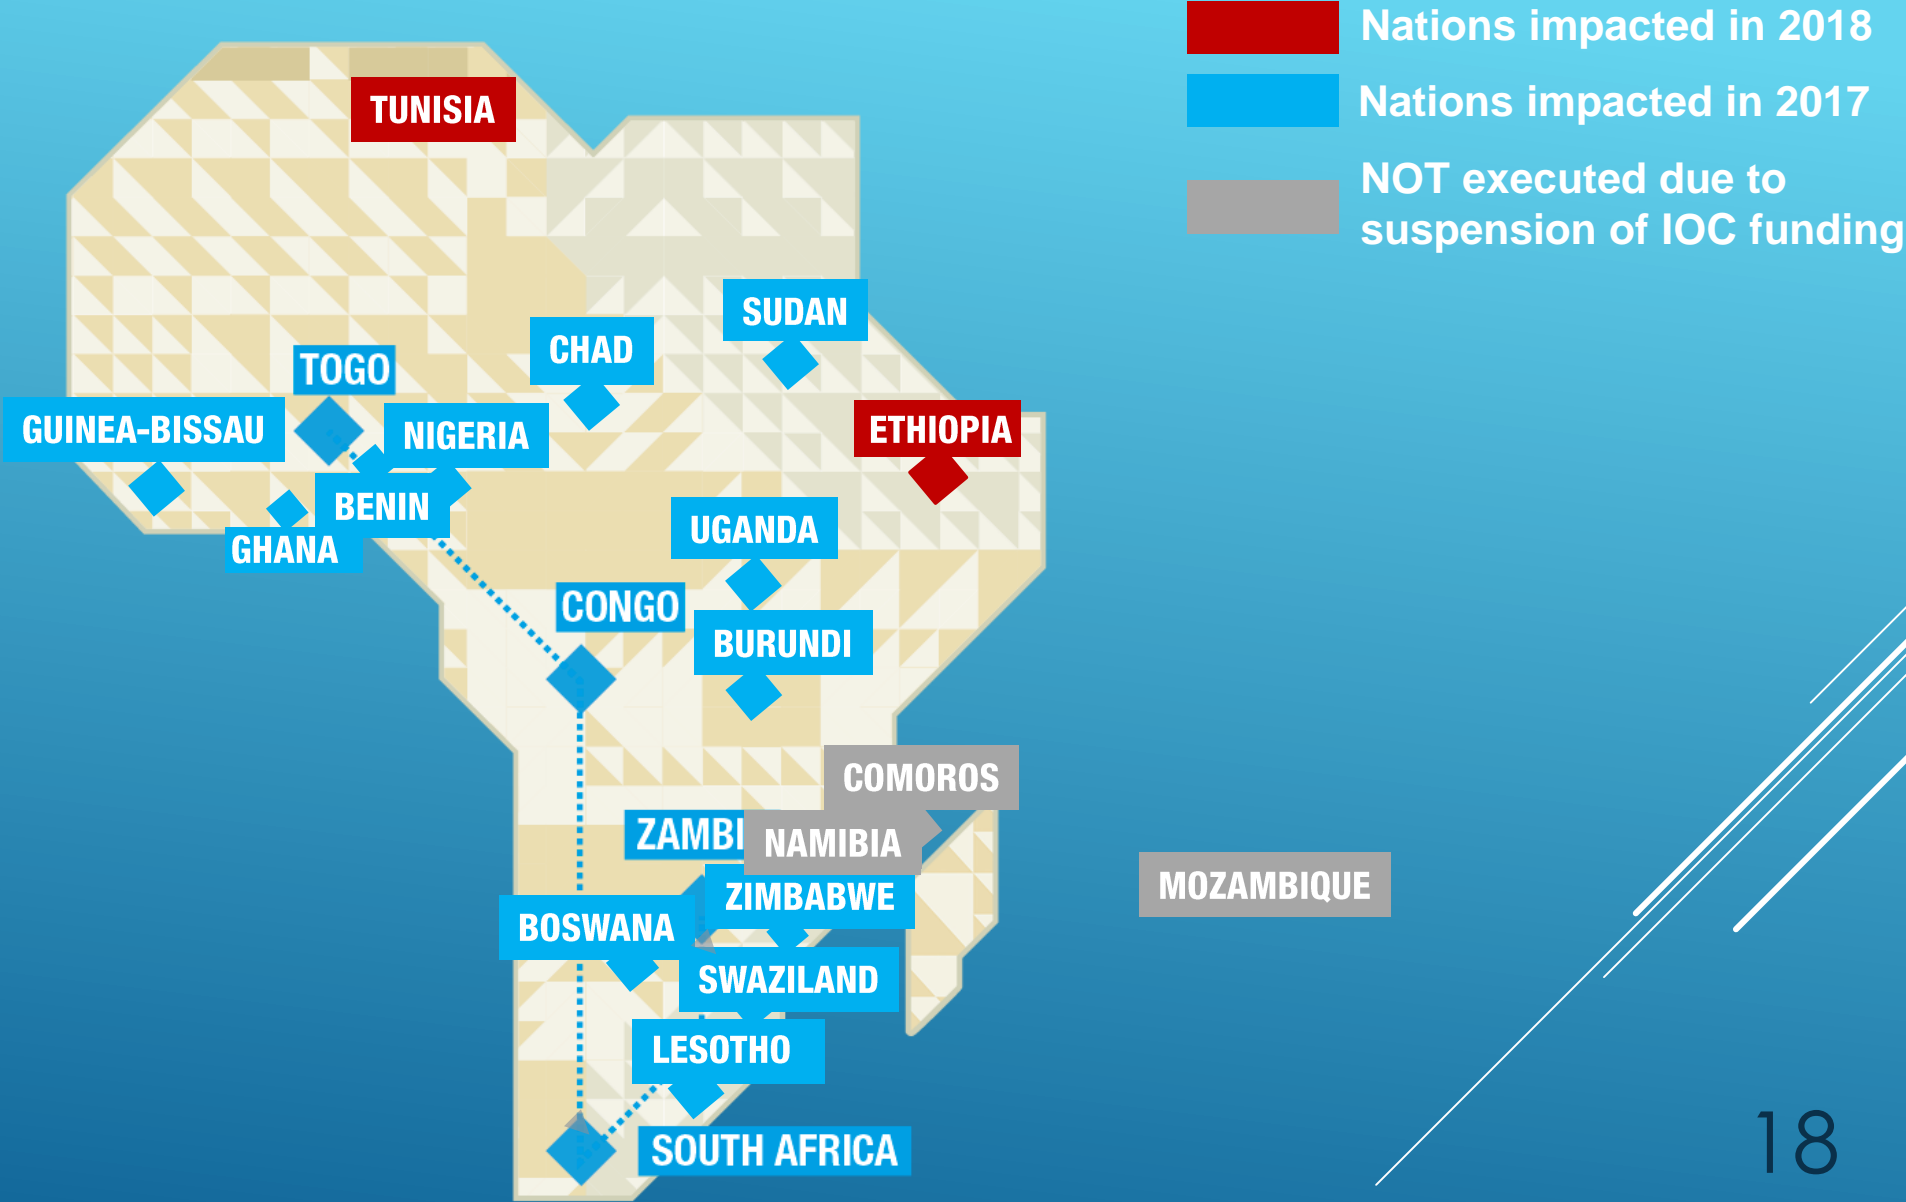 Nations impacted in 2018
Nations impacted in 2017
NOT executed due to
suspension of IOC funding
TUNISIA
SUDAN
CHAD
TOGO
GUINEA-BISSAU
NIGERIA
ETHIOPIA
BENIN
UGANDA
GHANA
CONGO
BURUNDI
COMOROS
ZAMBI
NAMIBIA
MOZAMBIQUE
ZIMBABWE
BOSWANA
SWAZILAND
LESOTHO
SOUTH AFRICA
18